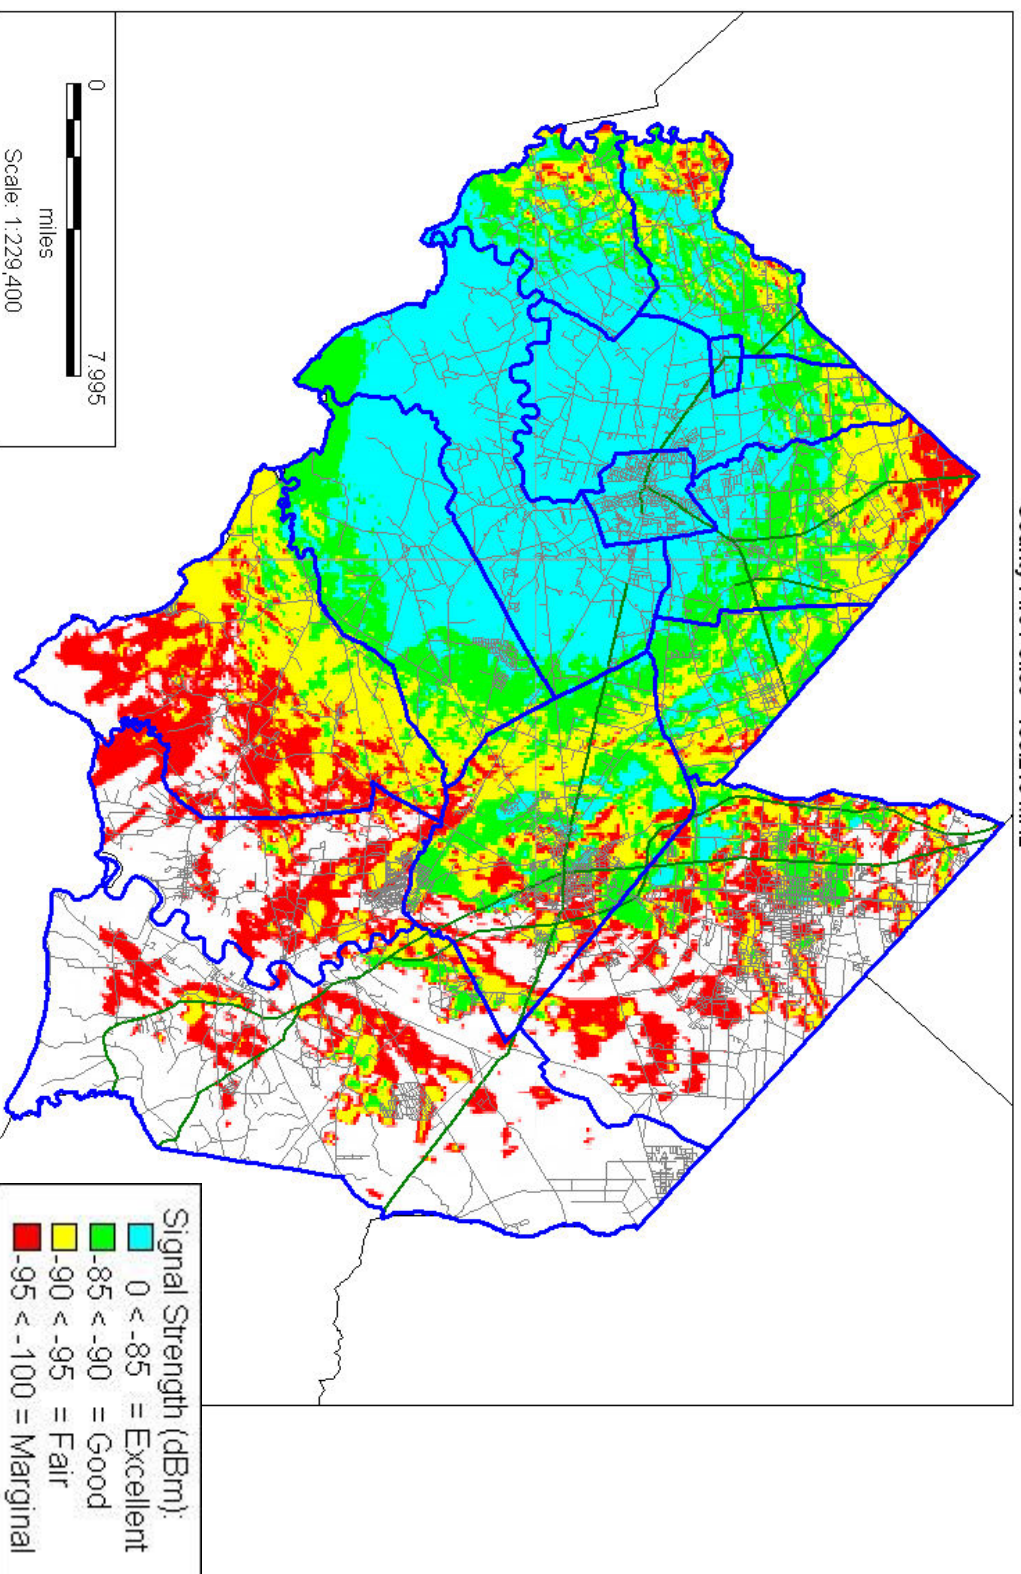 0
7.995
miles
Scale: 1:229,400
Signal Strength (dBm):
0 < -85 = Excellent
-85 < -90 = Good
-90 < -95 = Fair
-95 < -100 = Marginal